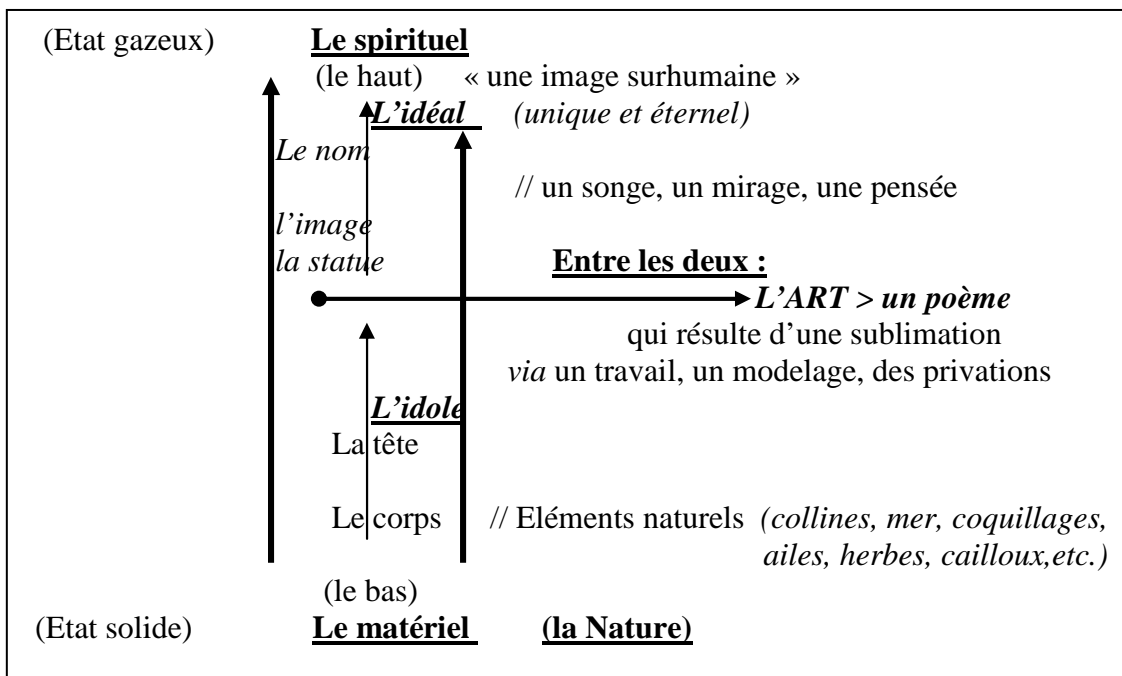 (Etat gazeux) Le spirituel
(le haut) « une image surhumaine »
L’idéal (unique et éternel)
Le nom
// un songe, un mirage, une pensée
l’image
la statue Entre les deux :
L’ART > un poème
qui résulte d’une sublimation
via un travail, un modelage, des privations
L’idole
La tête
Le corps // Eléments naturels (collines, mer, coquillages,
ailes, herbes, cailloux,etc.)
(le bas)
(Etat solide) Le matériel (la Nature)